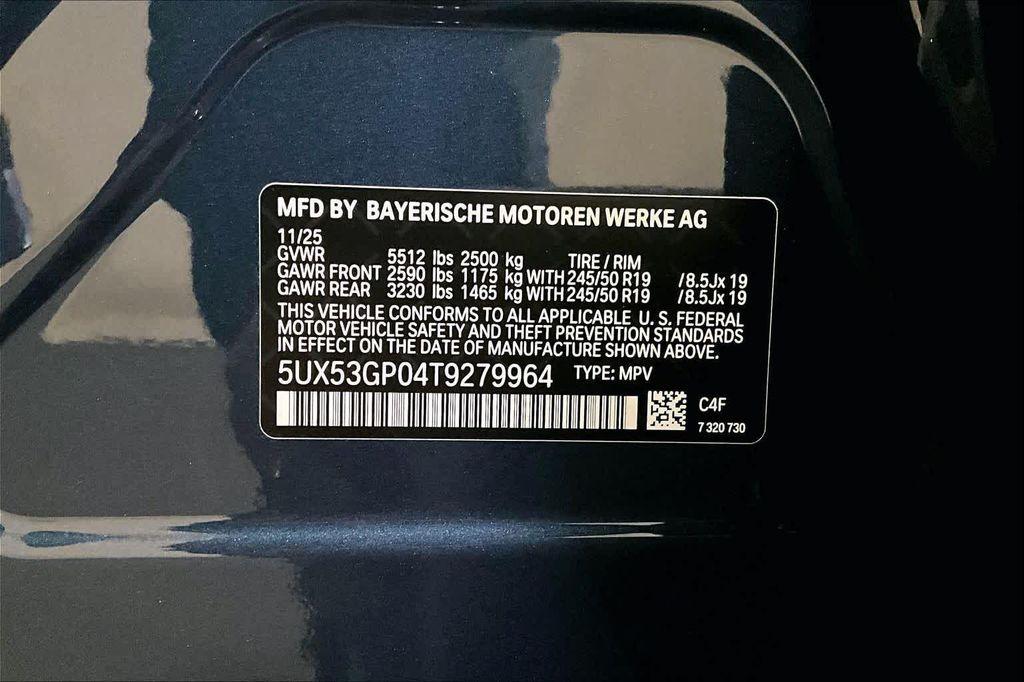 MFD BY BAYERISCHE MOTOREN WERKE AG
11/25
GVWR 5512 lbs 2500 kg TIRE / RIM
GAWR FRONT 2590 lbs 1175 kg WITH 245/50 R19 /8.5Jx 19
GAWR REAR 3230 lbs 1465 kg WITH 245/50 R19 /8.5Jx 19
THIS VEHICLE CONFORMS TO ALL APPLICABLE U. S. FEDERAL
MOTOR VEHICLE SAFETY AND THEFT PREVENTION STANDARDS
IN EFFECT ON THE DATE OF MANUFACTURE SHOWN ABOVE.
5UX53GP04T9279964 TYPE: MPV
C4F
7 320 730